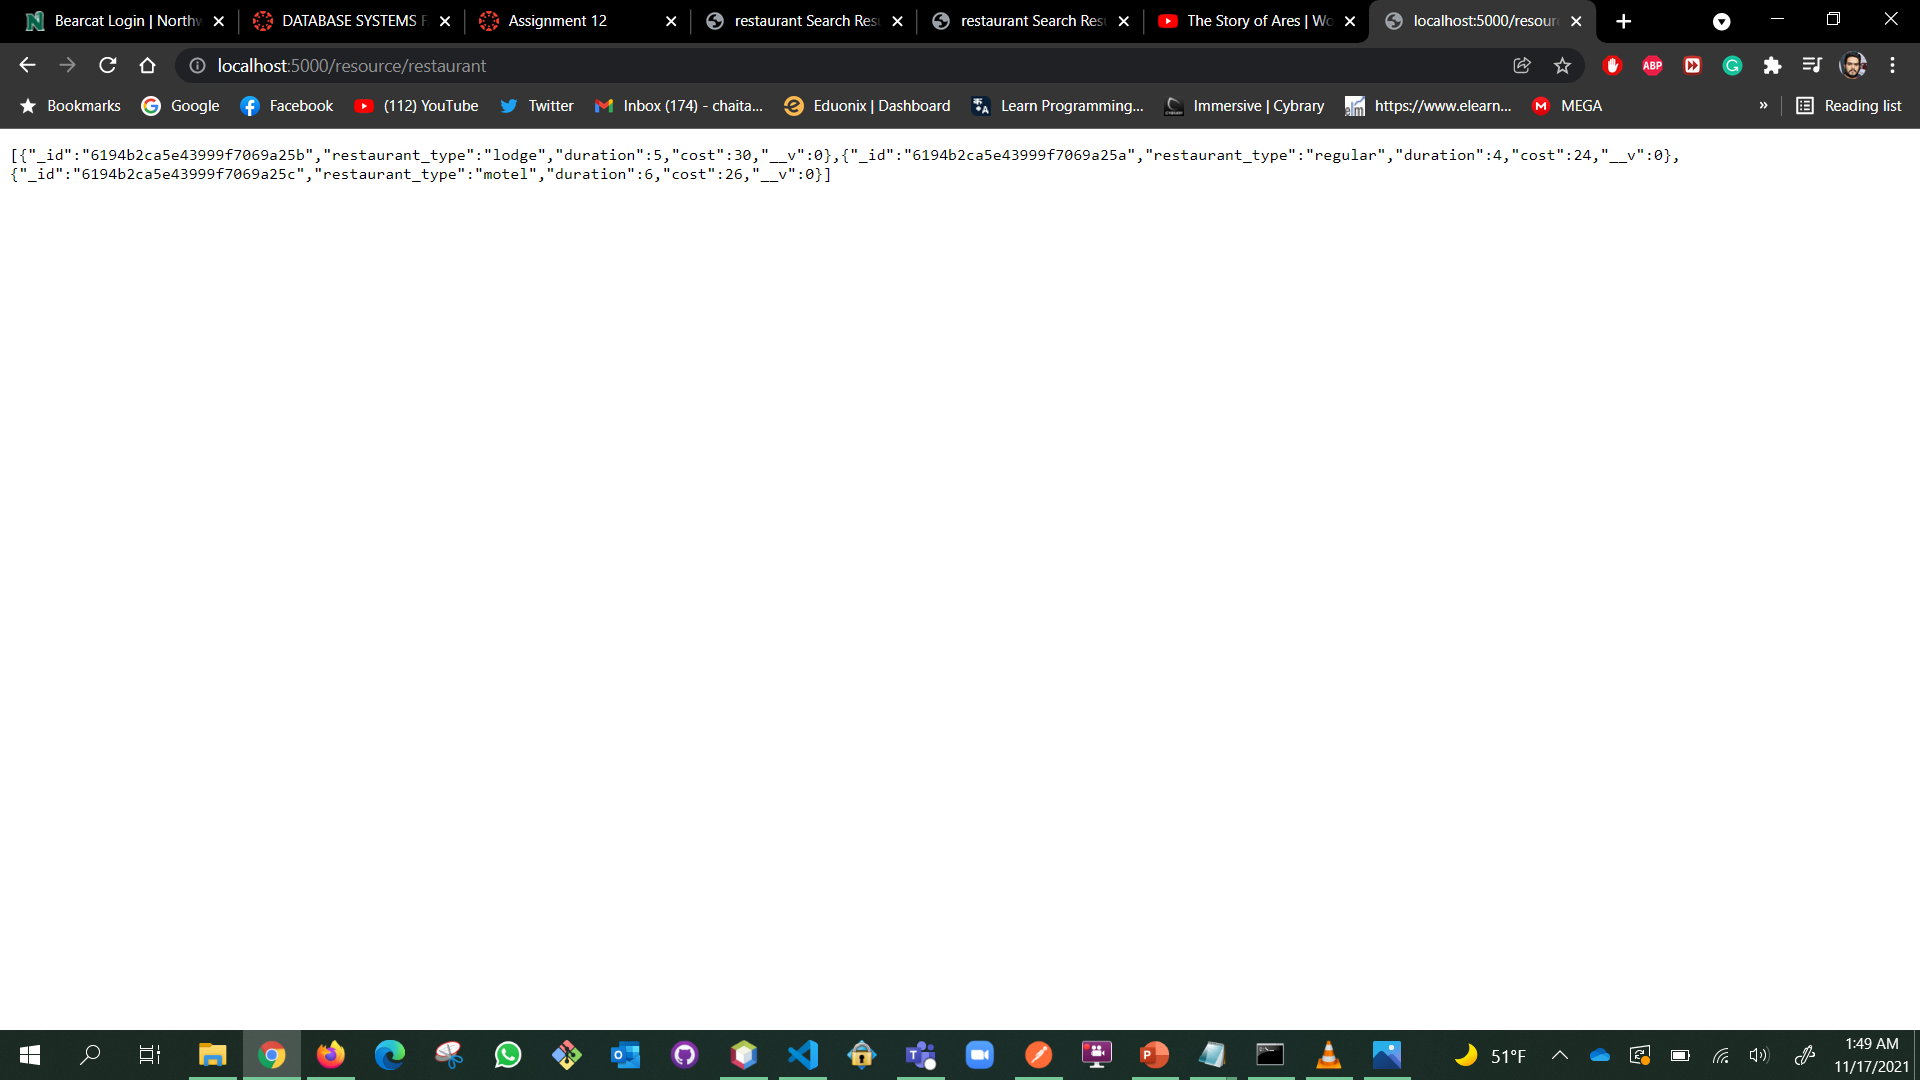 Bearcat Login | Northw
DATABASE SYSTEMS F
Assignment 12
restaurant Search Res
restaurant Search Res
The Story of Ares | Wo
localhost:5000/resour
localhost:5000/resource/restaurant
ABP
Bookmarks
Google
Facebook
(112) YouTube
Twitter
Inbox (174) - chaita...
Eduonix | Dashboard
Learn Programming...
Immersive | Cybrary
https://www.elearn...
MEGA
»
Reading list
[{"_id":"6194b2ca5e43999f7069a25b","restaurant_type":"lodge","duration":5,"cost":30,"__v":0},{"_id":"6194b2ca5e43999f7069a25a","restaurant_type":"regular","duration":4,"cost":24,"__v":0},
{"_id":"6194b2ca5e43999f7069a25c","restaurant_type":"motel","duration":6,"cost":26,"__v":0}]
51°F
1:49 AM
11/17/2021